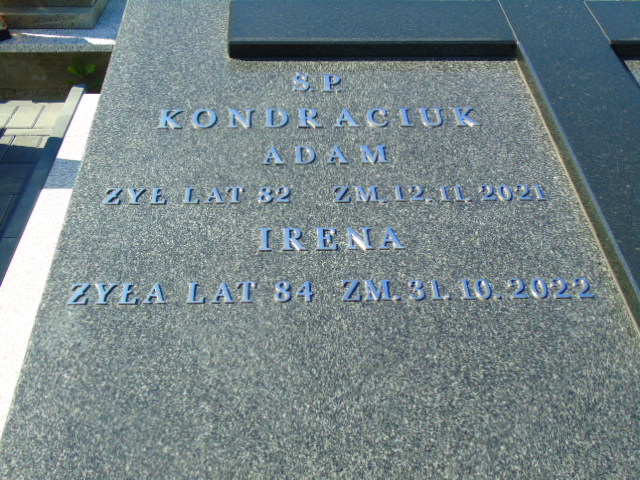 S.P.
KONDRACIUK
ADAM
ŻYŁ LAT 82 ZM. 12. 11. 2021
IRENA
ŻYŁA LAT 84 ZM. 31. 10. 2022